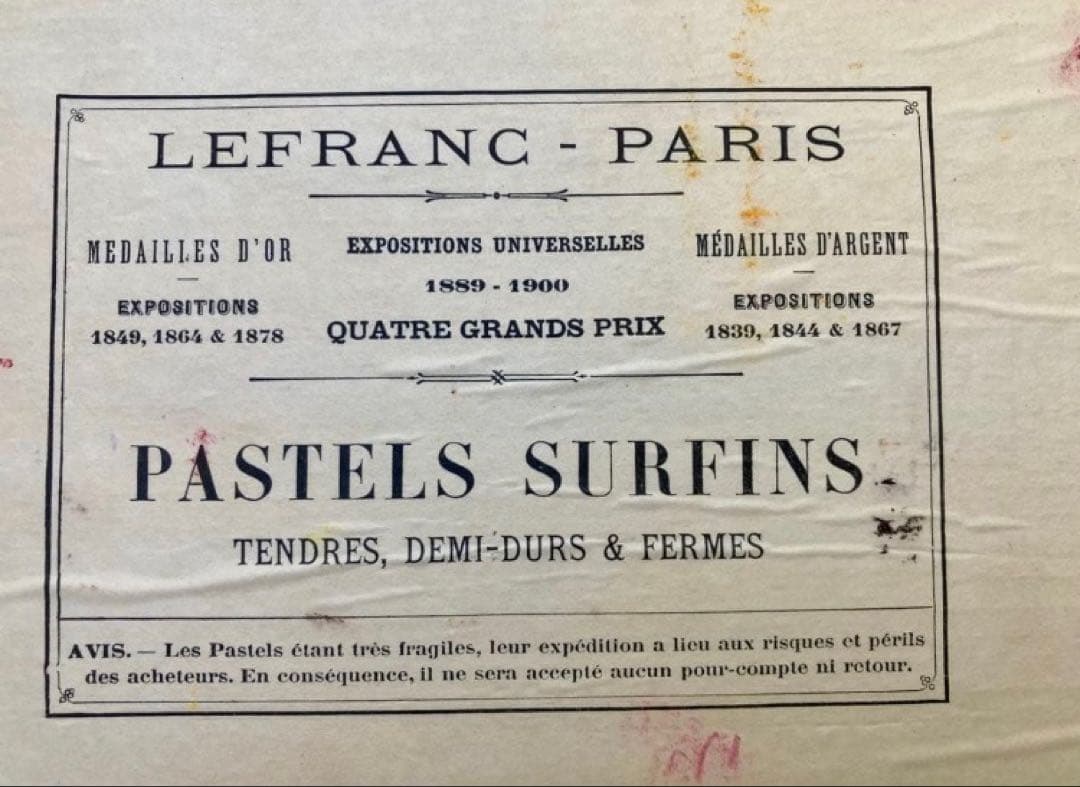 LEFRANC - PARIS
MEDAILLES D'OR
EXPOSITIONS
1849, 1864 & 1878
EXPOSITIONS UNIVERSELLES
1889 - 1900
QUATRE GRANDS PRIX
MÉDAILLES D'ARGENT
EXPOSITIONS
1839, 1844 & 1867
PASTELS SURFINS
TENDRES, DEMI-DURS & FERMES
AVIS. — Les Pastels étant très fragiles, leur expédition a lieu aux risques et périls
des acheteurs. En conséquence, il ne sera accepté aucun pour-compte ni retour.